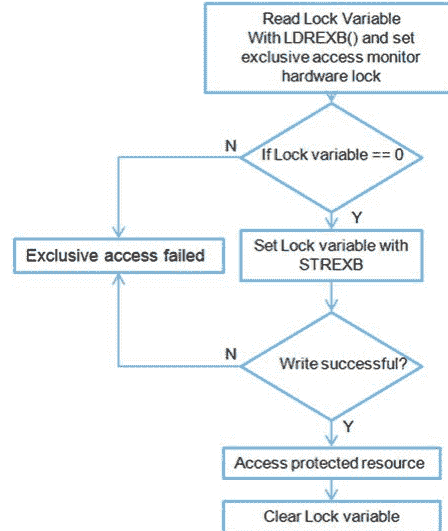 Read Lock Variable
With LDREXB() and set
exclusive access monitor
hardware lock
N
If Lock variable == 0
Y
Exclusive access failed
Set Lock variable with
STREXB
N
Write successful?
Y
Access protected resource
Clear Lock variable